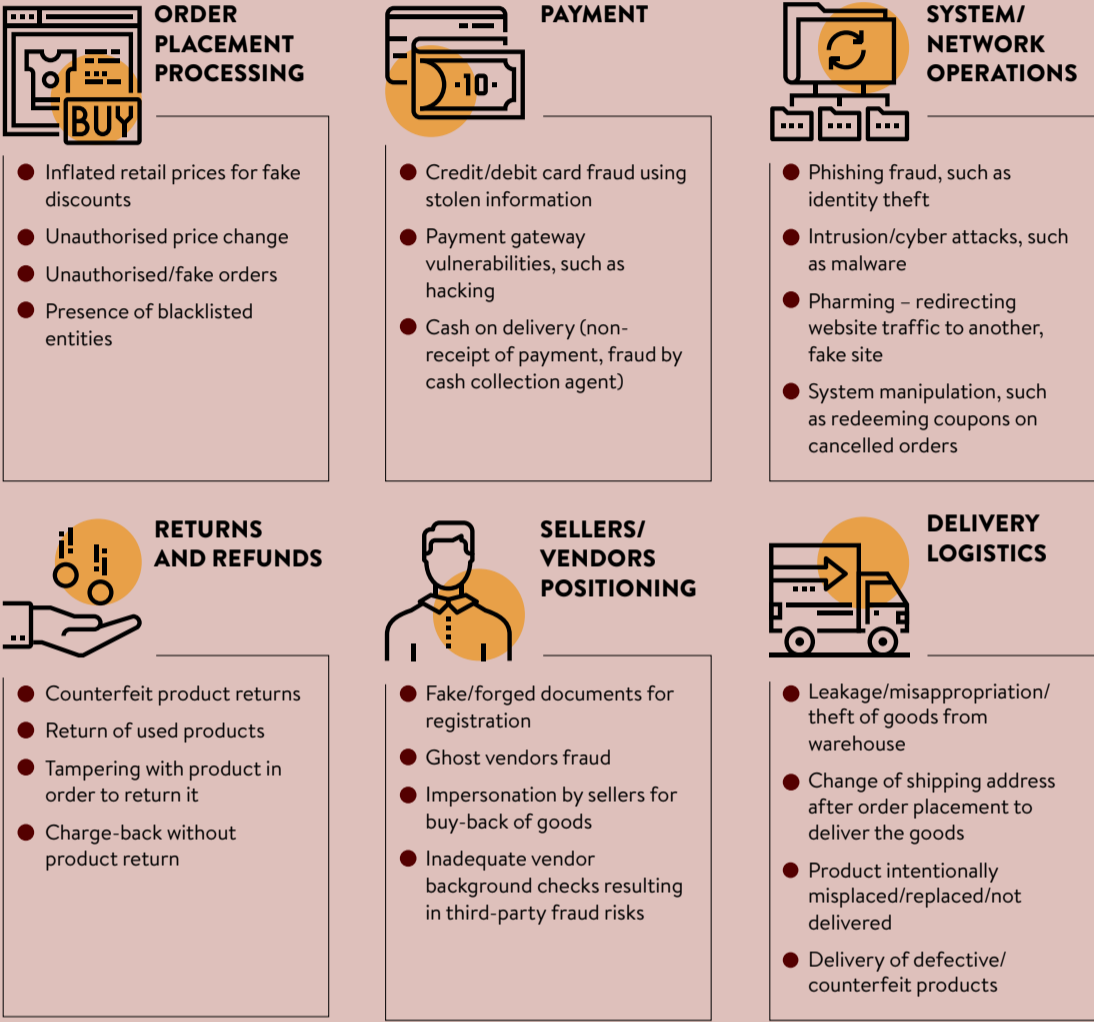 ORDER
PLACEMENT
PROCESSING
BUY
Inflated retail prices for fake
discounts
Unauthorised price change
Unauthorised/fake orders
Presence of blacklisted
entities
PAYMENT
·10·
Credit/debit card fraud using
stolen information
Payment gateway
vulnerabilities, such as
hacking
Cash on delivery (non-
receipt of payment, fraud by
cash collection agent)
SYSTEM/
NETWORK
OPERATIONS
Phishing fraud, such as
identity theft
Intrusion/cyber attacks, such
as malware
Pharming – redirecting
website traffic to another,
fake site
System manipulation, such
as redeeming coupons on
cancelled orders
RETURNS
AND REFUNDS
Counterfeit product returns
Return of used products
Tampering with product in
order to return it
Charge-back without
product return
SELLERS/
VENDORS
POSITIONING
Fake/forged documents for
registration
Ghost vendors fraud
Impersonation by sellers for
buy-back of goods
Inadequate vendor
background checks resulting
in third-party fraud risks
DELIVERY
LOGISTICS
Leakage/misappropriation/
theft of goods from
warehouse
Change of shipping address
after order placement to
deliver the goods
Product intentionally
misplaced/replaced/not
delivered
Delivery of defective/
counterfeit products